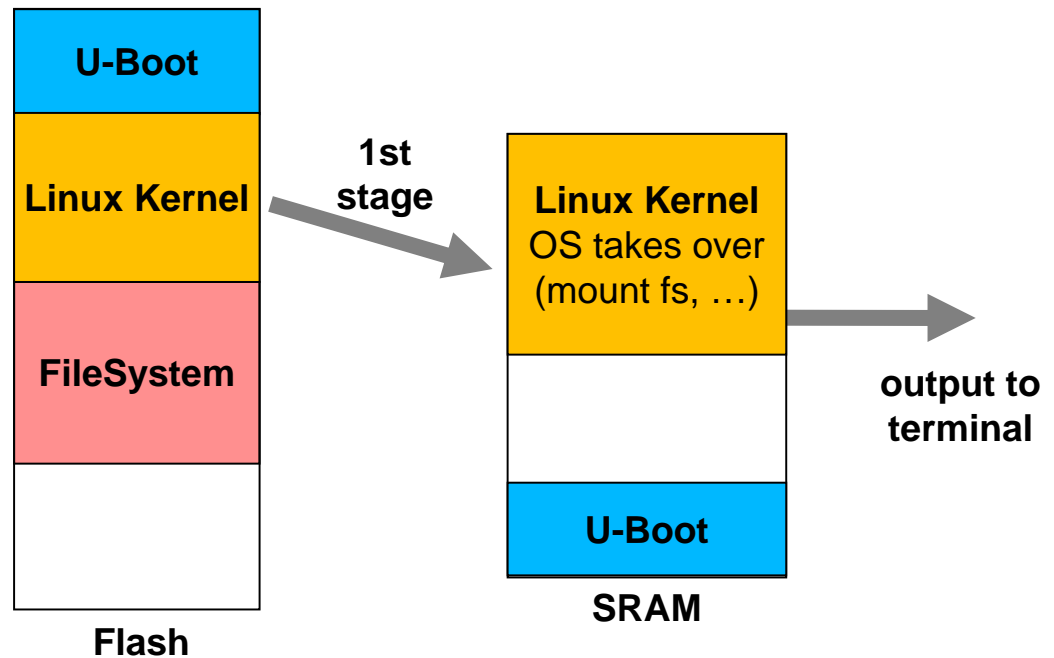 U-Boot
Linux Kernel
FileSystem
Flash
1st
stage
Linux Kernel
OS takes over
(mount fs, …)
U-Boot
SRAM
output to
terminal